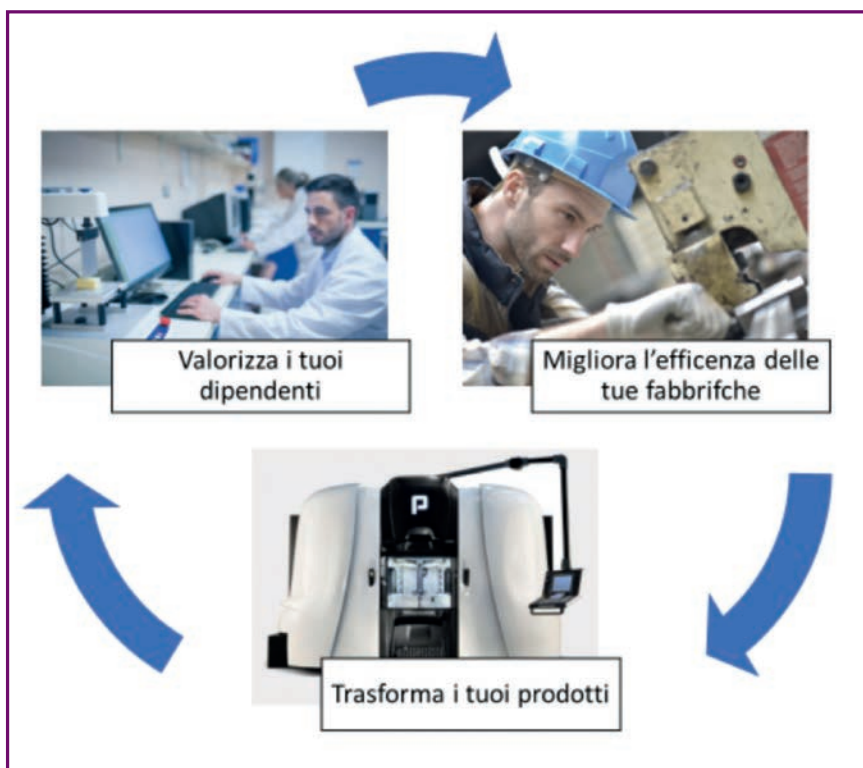 Valorizza i tuoi
dipendenti
Migliora l’efficenza delle
tue fabbrifche
P
Trasforma i tuoi prodotti